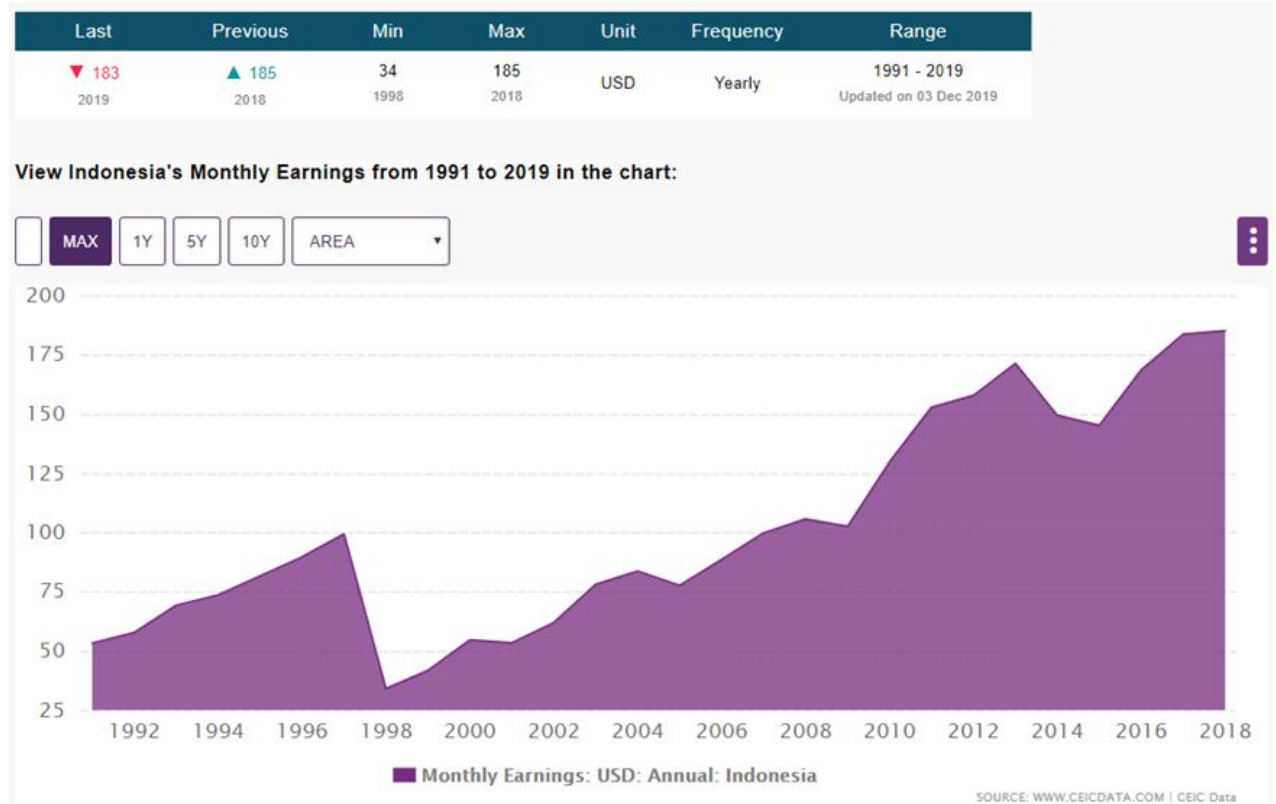 Last Previous Min Max Unit Frequency Range
▼ 183 ▲ 185 34 185 USD Yearly 1991 - 2019
2019 2018 1998 2018 Updated on 03 Dec 2019
View Indonesia's Monthly Earnings from 1991 to 2019 in the chart:
MAX 1Y 5Y 10Y AREA
200
175
150
125
100
75
50
25
1992 1994 1996 1998 2000 2002 2004 2006 2008 2010 2012 2014 2016 2018
Monthly Earnings: USD: Annual: Indonesia
SOURCE: WWW.CEICDATA.COM | CEIC Data